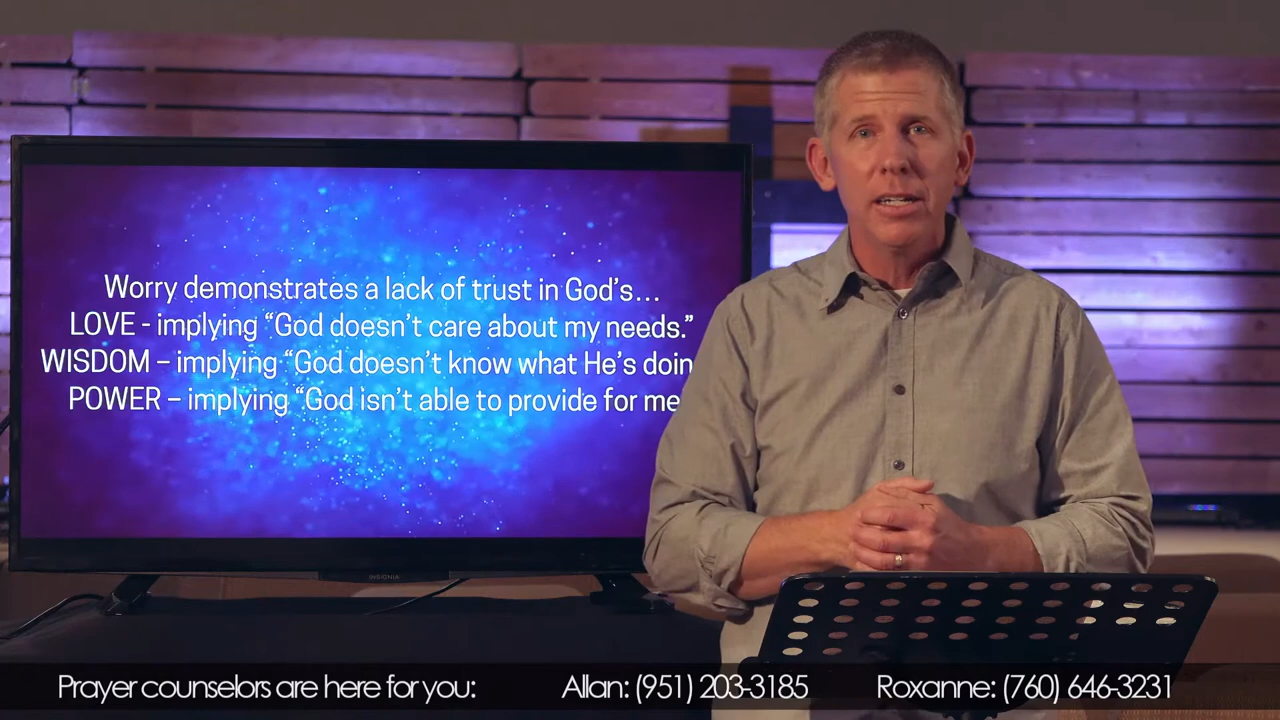 Worry demonstrates a lack of trust in God's…
LOVE - implying “God doesn't care about my needs.”
WISDOM – implying “God doesn't know what He's doin
POWER – implying “God isn't able to provide for me
INSIGNIA
Prayer counselors are here for you: Allan: (951) 203-3185 Roxanne: (760) 646-3231